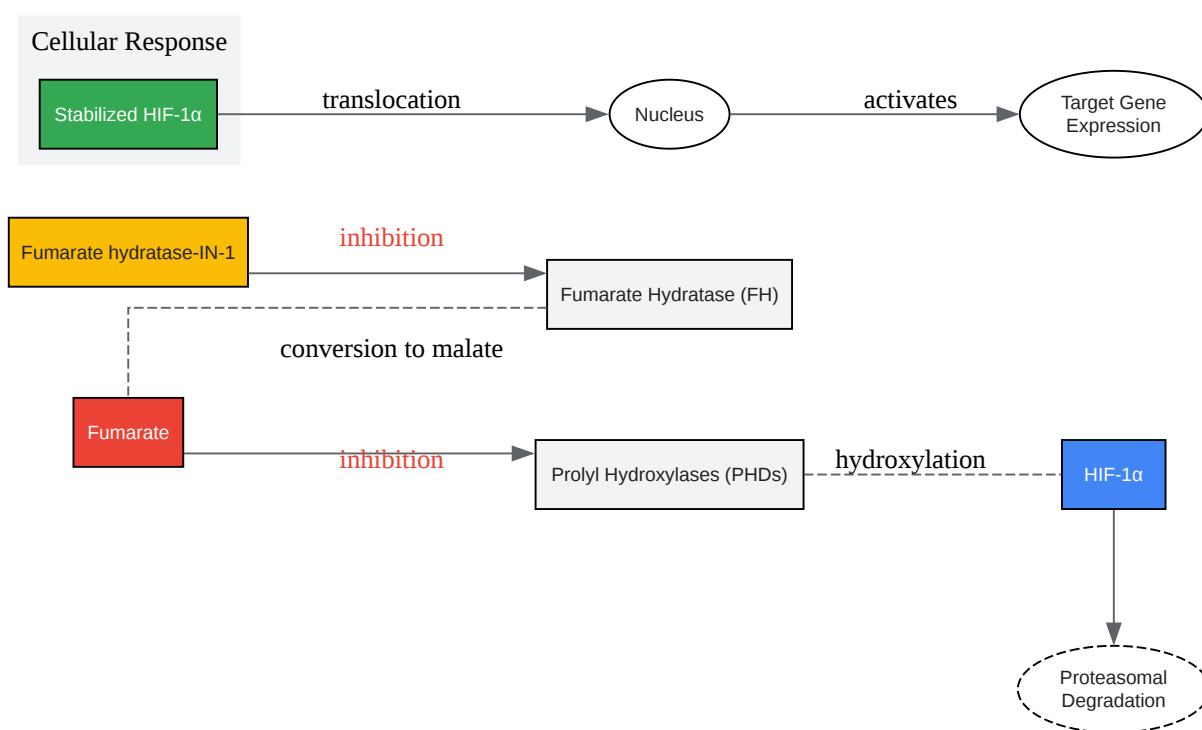 Cellular Response
Stabilized HIF-1α
translocation
Nucleus
activates
Target Gene
Expression
Fumarate hydratase-IN-1
inhibition
Fumarate Hydratase (FH)
conversion to malate
Fumarate
inhibition
Prolyl Hydroxylases (PHDs)
hydroxylation
HIF-1α
Proteasomal
Degradation